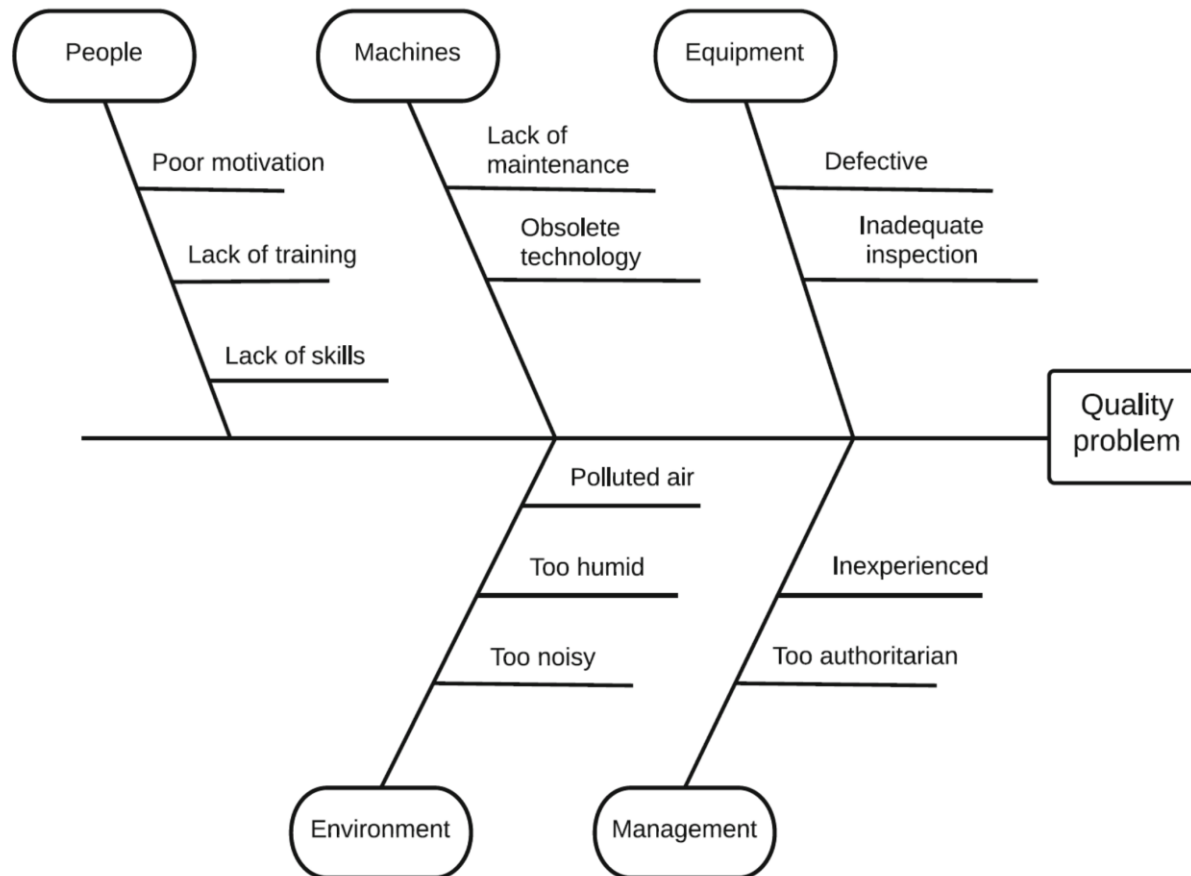 People
Machines
Equipment
Poor motivation
Lack of training
Lack of skills
Lack of
maintenance
Obsolete
technology
Defective
Inadequate
inspection
Quality
problem
Polluted air
Too humid
Too noisy
Inexperienced
Too authoritarian
Environment
Management